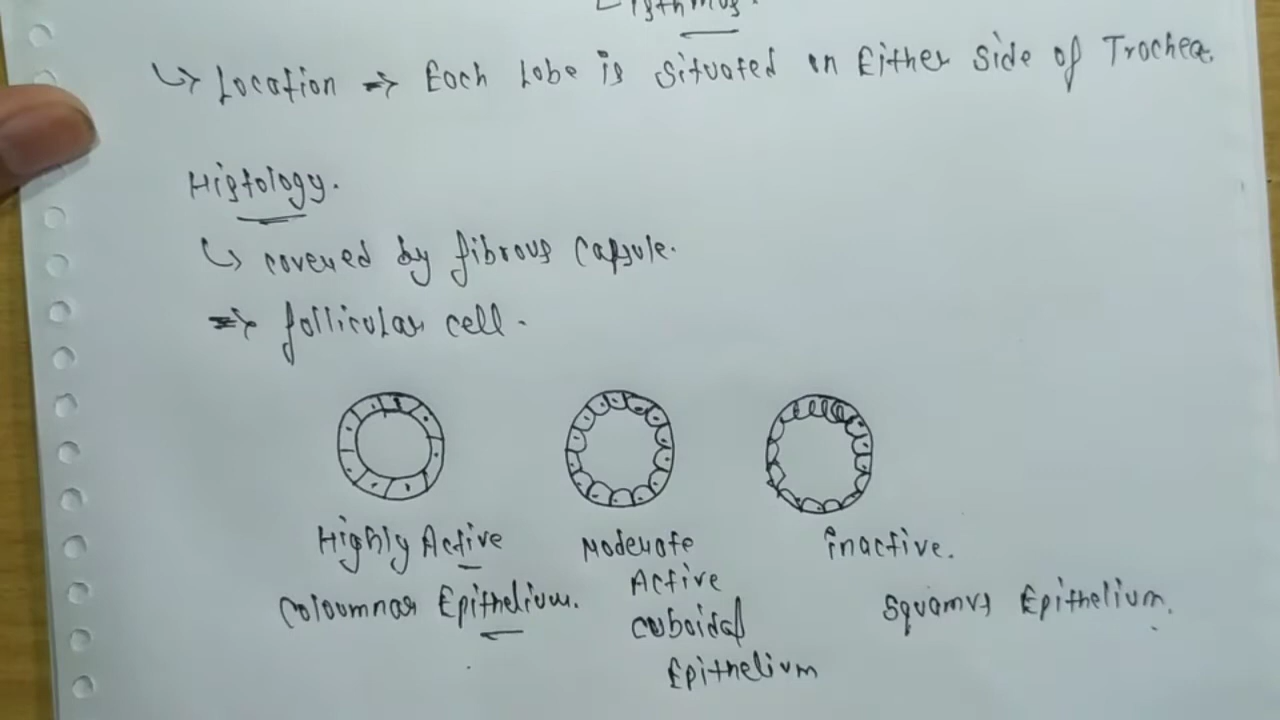 Isthmus.
↳ Location ⇒ Each Lobe is situated on Either side of Trachea.
Histology.
↳ covered by fibrous capsule.
⇒ follicular cell.
Highly Active
Coloumnar Epithelium.
Moderate
Active
cuboidal
Epithelium
inactive.
Squamus Epithelium.